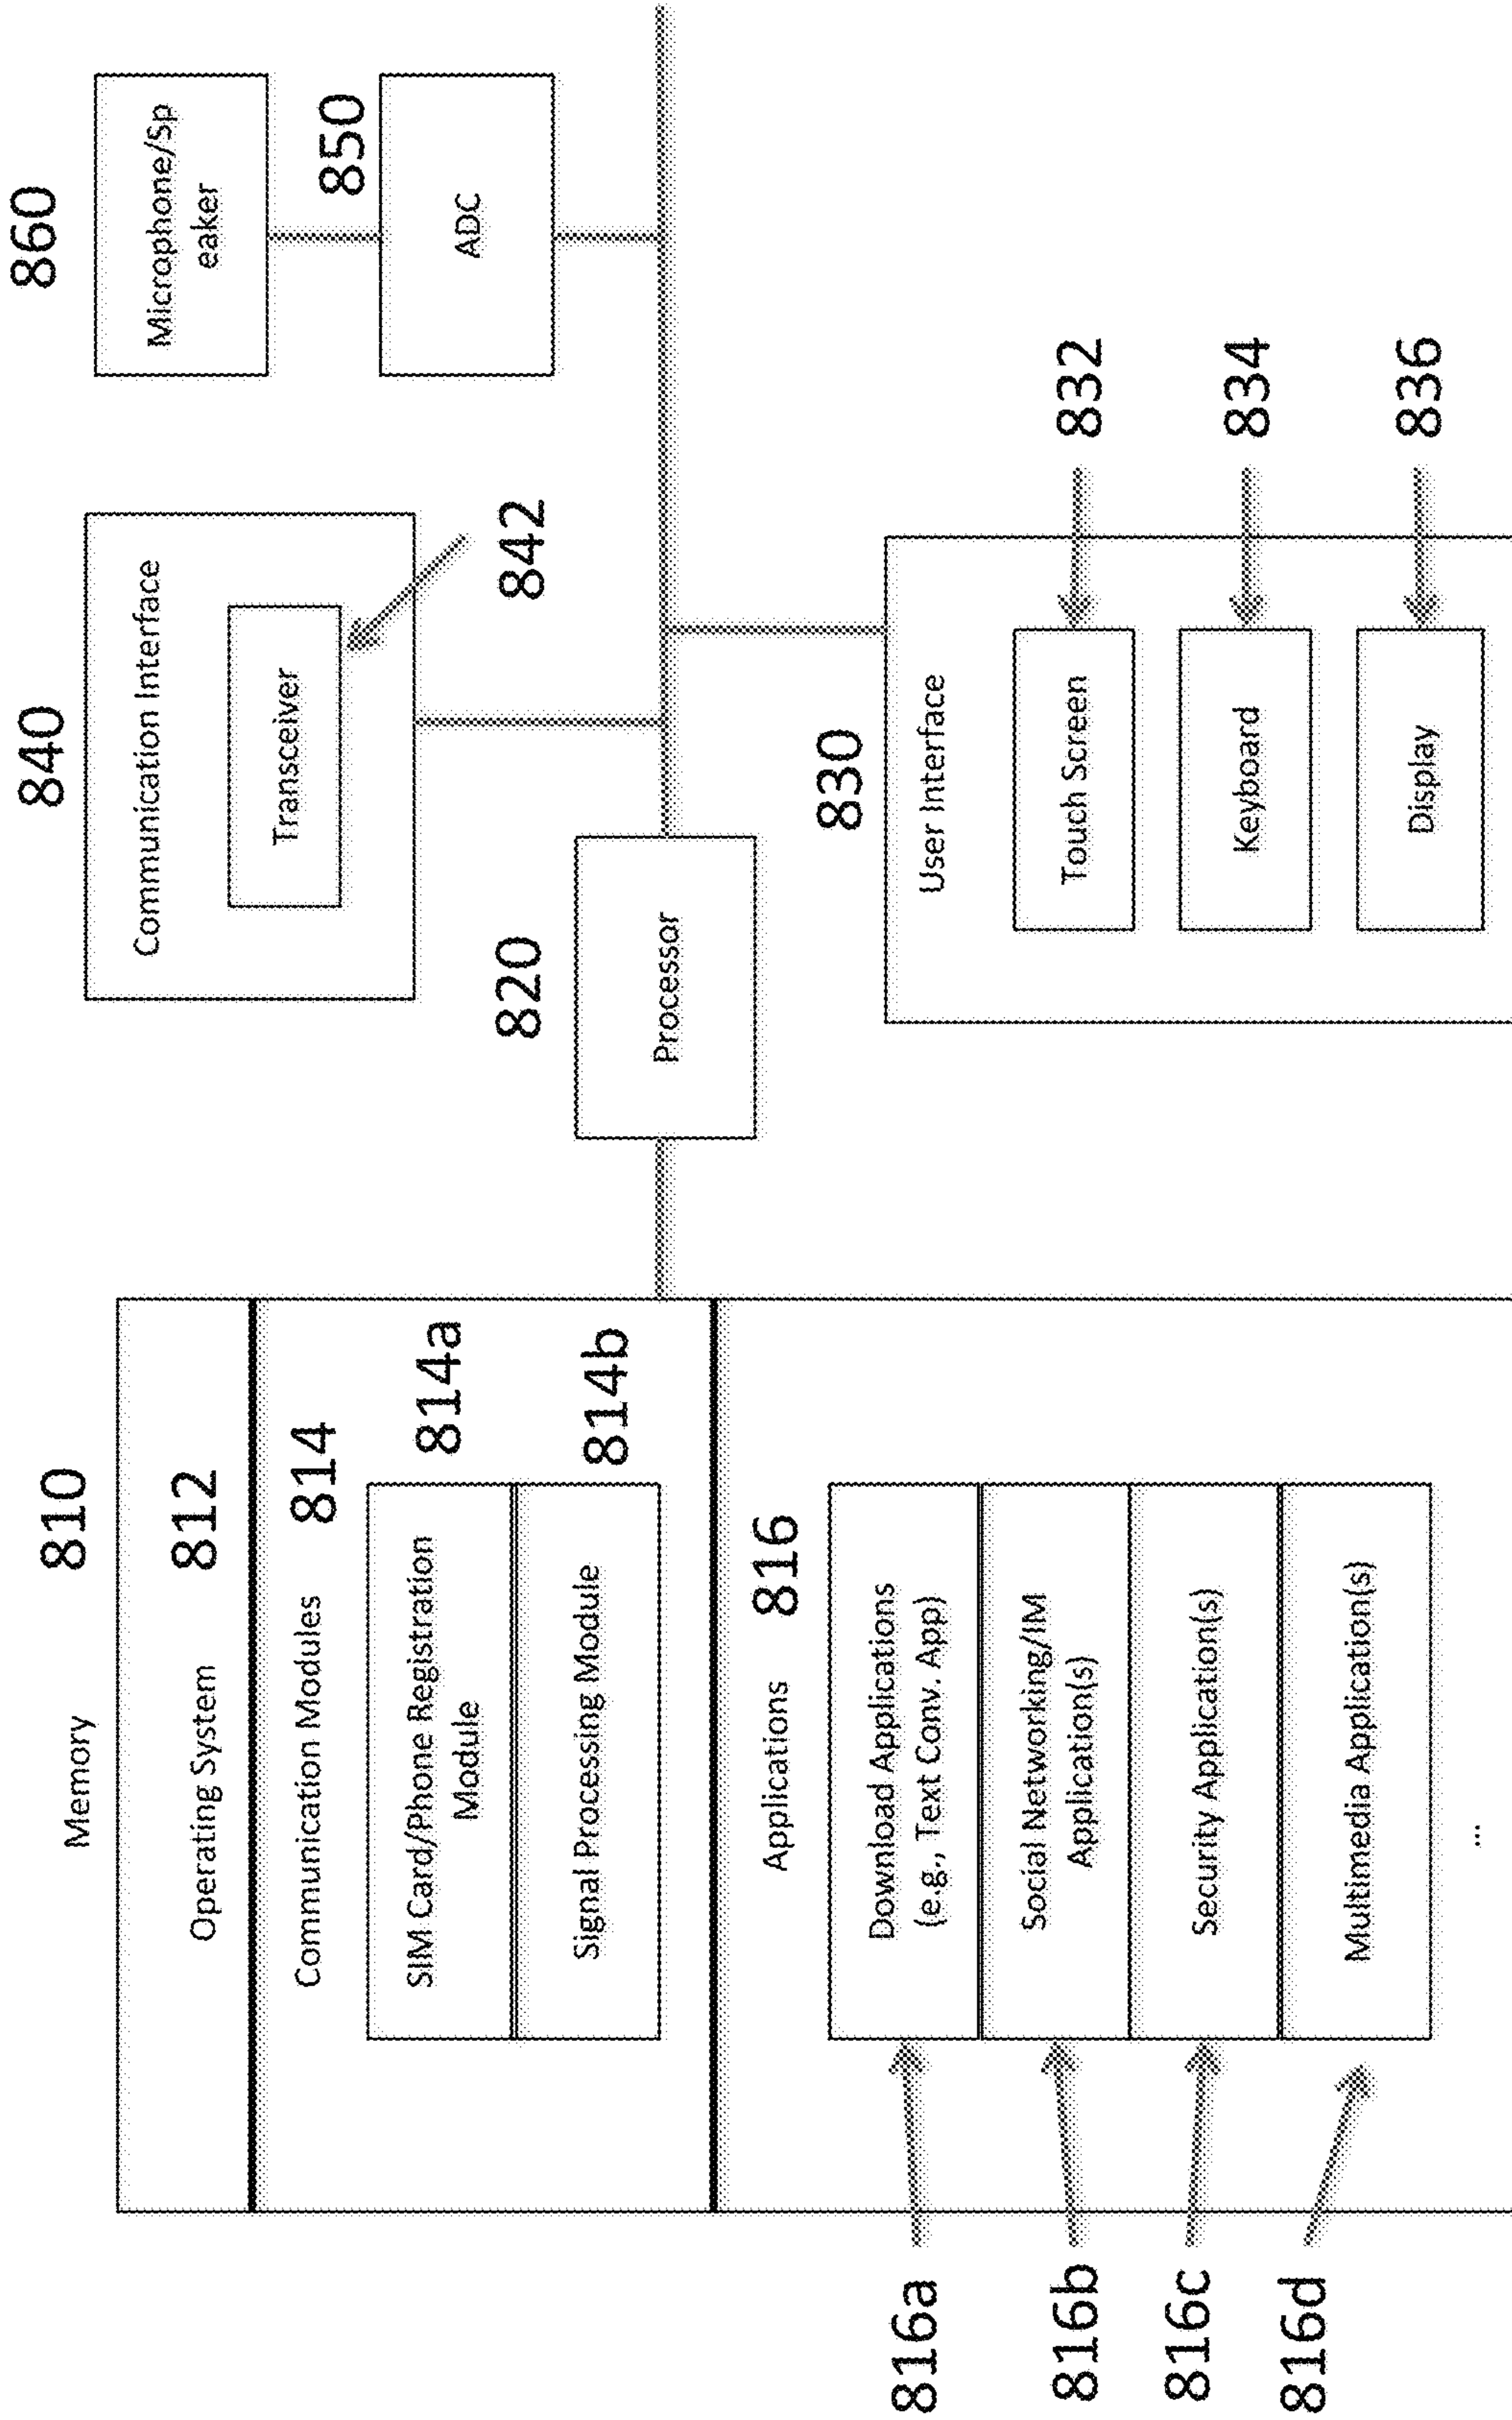 810
Memory
Operating System
812
Communication Modules
814
SIM Card/Phone Registration
Module
814a
Signal Processing Module
814b
Applications
816
Download Applications
(e.g., Text Conv. App)
816a
Social Networking/IM
Application(s)
816b
Security Application(s)
816c
Multimedia Application(s)
816d
...
820
Processor
840
Communication Interface
Transceiver
842
860
Microphone/Sp
eaker
850
ADC
830
User Interface
Touch Screen
832
Keyboard
834
Display
836